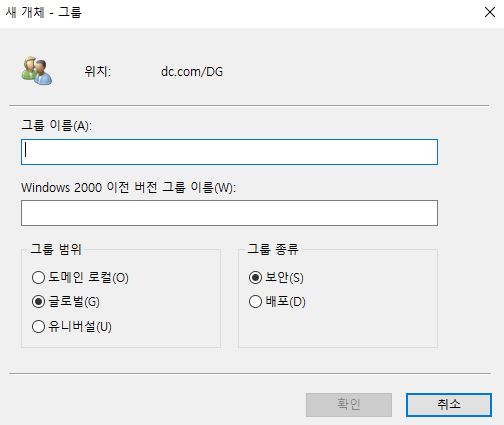 새 개체 - 그룹
위치: dc.com/DG
그룹 이름(A):
Windows 2000 이전 버전 그룹 이름(W):
그룹 범위
도메인 로컬(O)
글로벌(G)
유니버설(U)
그룹 종류
보안(S)
배포(D)
확인
취소